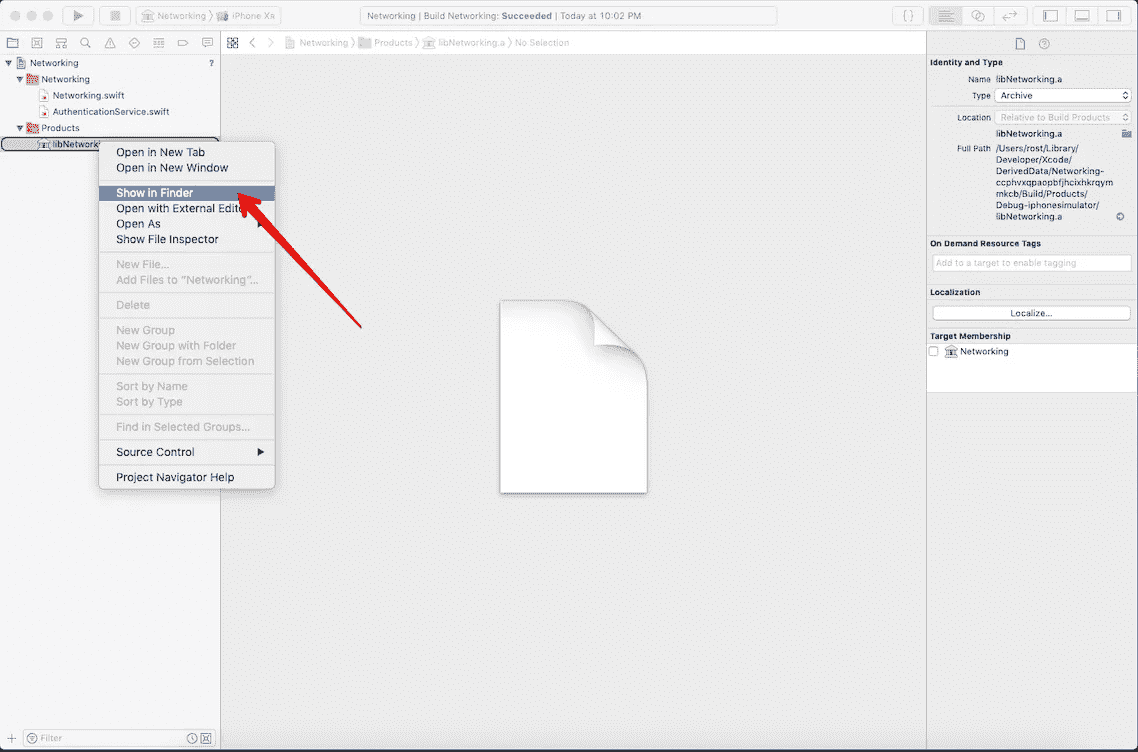 Networking 〉 iPhone XR
Networking | Build Networking: Succeeded | Today at 10:02 PM
{ }
Networking 〉 Products 〉 libNetworking.a 〉 No Selection
Networking
?
Networking
Networking.swift
AuthenticationService.swift
Products
libNetworki
Open in New Tab
Open in New Window
Show in Finder
Open with External Edito
Open As
Show File Inspector
New File...
Add Files to "Networking"...
Delete
New Group
New Group with Folder
New Group from Selection
Sort by Name
Sort by Type
Find in Selected Groups...
Source Control
Project Navigator Help
Filter
Identity and Type
Name libNetworking.a
Type Archive
Location Relative to Build Products
libNetworking.a
Full Path /Users/rost/Library/
Developer/Xcode/
DerivedData/Networking-
ccphvxqpaopbfjhcixhkrqym
mkcb/Build/Products/
Debug-iphonesimulator/
libNetworking.a
On Demand Resource Tags
Add to a target to enable tagging
Localization
Localize...
Target Membership
Networking